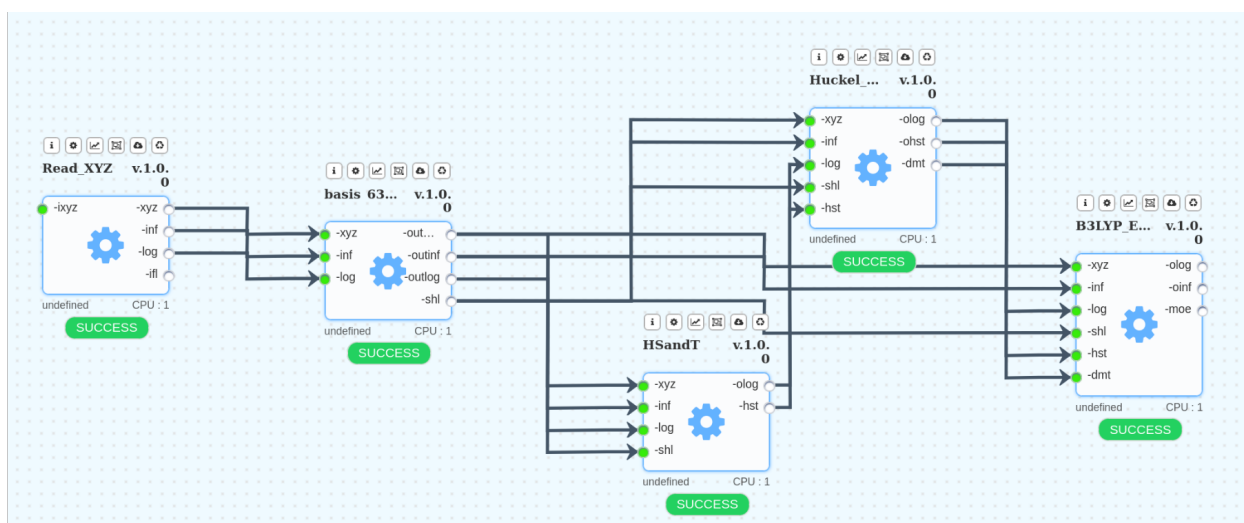 Read_XYZ v.1.0.
0
-ixyz -xyz
-inf
-log
-ifl
undefined CPU : 1
SUCCESS
basis 63... v.1.0.
0
-xyz -out...
-inf -outinf
-log -outlog
-shl
undefined CPU : 1
SUCCESS
HSandT v.1.0.
0
-xyz -olog
-inf -hst
-log
-shl
undefined CPU : 1
SUCCESS
Huckel_... v.1.0.
0
-xyz -olog
-inf -ohst
-log -dmt
-shl
-hst
undefined CPU : 1
SUCCESS
B3LYP_E... v.1.0.
0
-xyz -olog
-inf -oinf
-log -moe
-shl
-hst
-dmt
undefined CPU : 1
SUCCESS